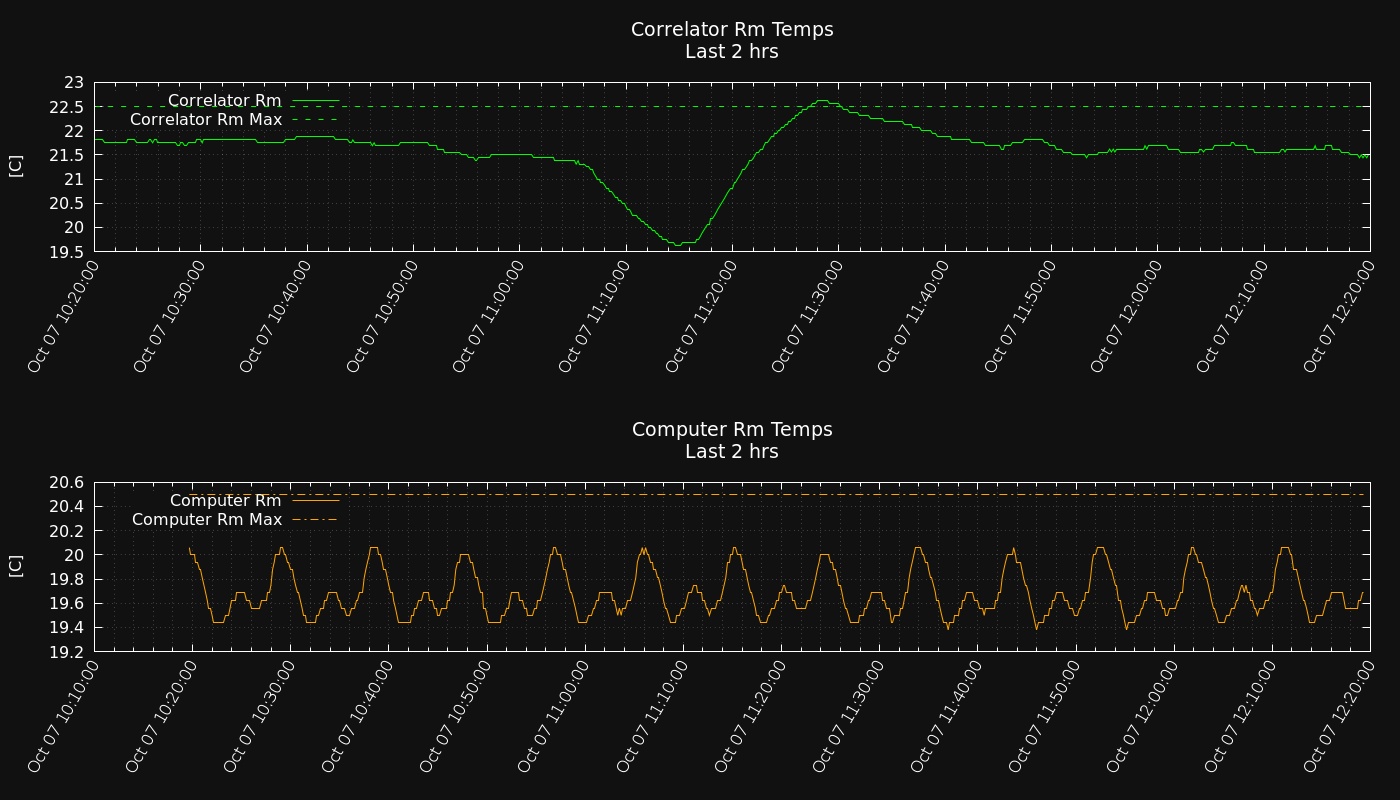 Correlator Rm Temps
Last 2 hrs
[C]
23
22.5
22
21.5
21
20.5
20
19.5
Correlator Rm
Correlator Rm Max
Oct 07 10:20:00
Oct 07 10:30:00
Oct 07 10:40:00
Oct 07 10:50:00
Oct 07 11:00:00
Oct 07 11:10:00
Oct 07 11:20:00
Oct 07 11:30:00
Oct 07 11:40:00
Oct 07 11:50:00
Oct 07 12:00:00
Oct 07 12:10:00
Oct 07 12:20:00
Computer Rm Temps
Last 2 hrs
[C]
20.6
20.4
20.2
20
19.8
19.6
19.4
19.2
Computer Rm
Computer Rm Max
Oct 07 10:10:00
Oct 07 10:20:00
Oct 07 10:30:00
Oct 07 10:40:00
Oct 07 10:50:00
Oct 07 11:00:00
Oct 07 11:10:00
Oct 07 11:20:00
Oct 07 11:30:00
Oct 07 11:40:00
Oct 07 11:50:00
Oct 07 12:00:00
Oct 07 12:10:00
Oct 07 12:20:00